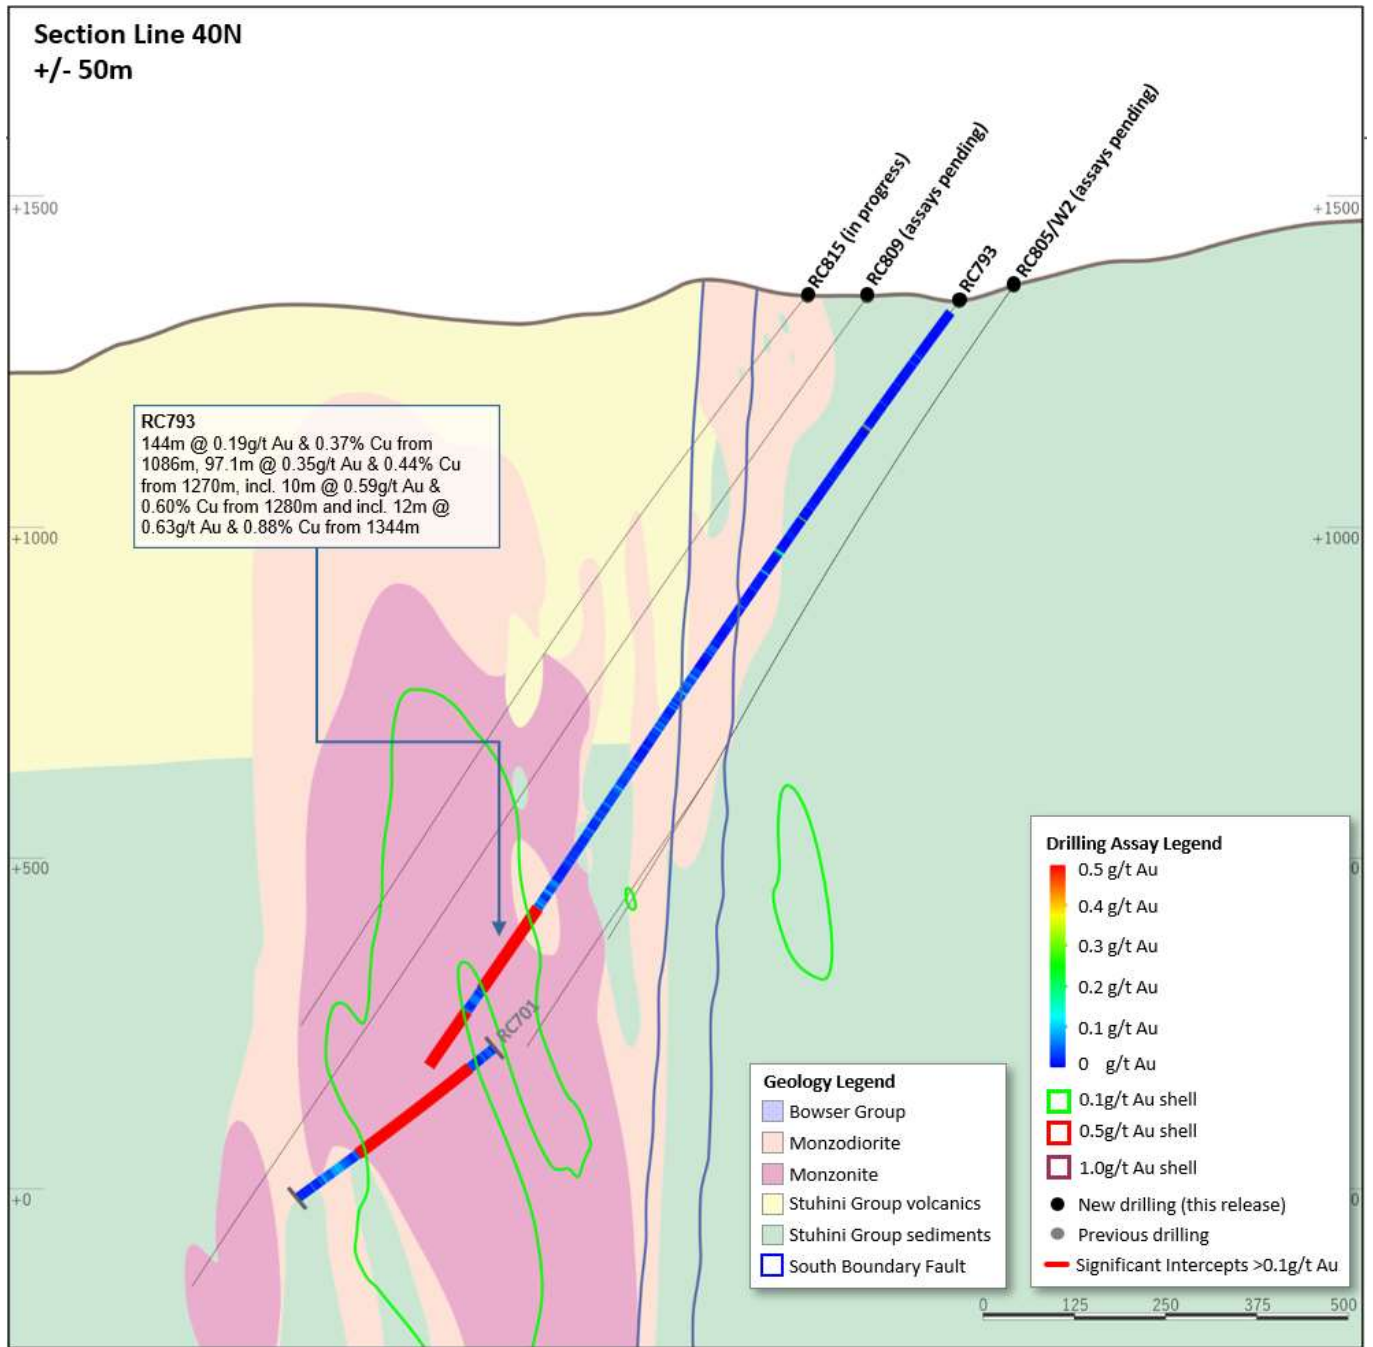 Section Line 40N
+/- 50m
RC815 (in progress)
RC809 (assays pending)
RC793
RC805/W2 (assays pending)
+1500
+1500
RC793
144m @ 0.19g/t Au & 0.37% Cu from
1086m, 97.1m @ 0.35g/t Au & 0.44% Cu
from 1270m, incl. 10m @ 0.59g/t Au &
0.60% Cu from 1280m and incl. 12m @
0.63g/t Au & 0.88% Cu from 1344m
+1000
+1000
+500
0
RC701
Drilling Assay Legend
0.5 g/t Au
0.4 g/t Au
0.3 g/t Au
0.2 g/t Au
0.1 g/t Au
0 g/t Au
0.1g/t Au shell
0.5g/t Au shell
1.0g/t Au shell
New drilling (this release)
Previous drilling
Significant Intercepts >0.1g/t Au
Geology Legend
Bowser Group
Monzodiorite
Monzonite
Stuhini Group volcanics
Stuhini Group sediments
South Boundary Fault
+0
0
0 125 250 375 500